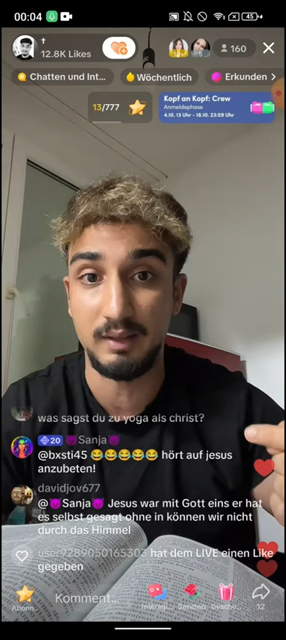 00:04
45
†
12.8K Likes
160
Chatten und Int...
Wöchentlich
Erkunden
13/777
Kopf an Kopf: Crew
Anmeldephase
4.10. 13 Uhr - 18.10. 23:59 Uhr
was sagst du zu yoga als christ?
20 😈Sanja😈
@bxsti45 😂😂😂😂😂 hört auf jesus
anzubeten!
davidjov677
@😈Sanja😈 Jesus war mit Gott eins er hat
es selbst gesagt ohne in können wir nicht
durch das Himmel
user9289050165303 hat dem LIVE einen Like
gegeben
Abonn...
Komment...
Senden
Gesche...
12